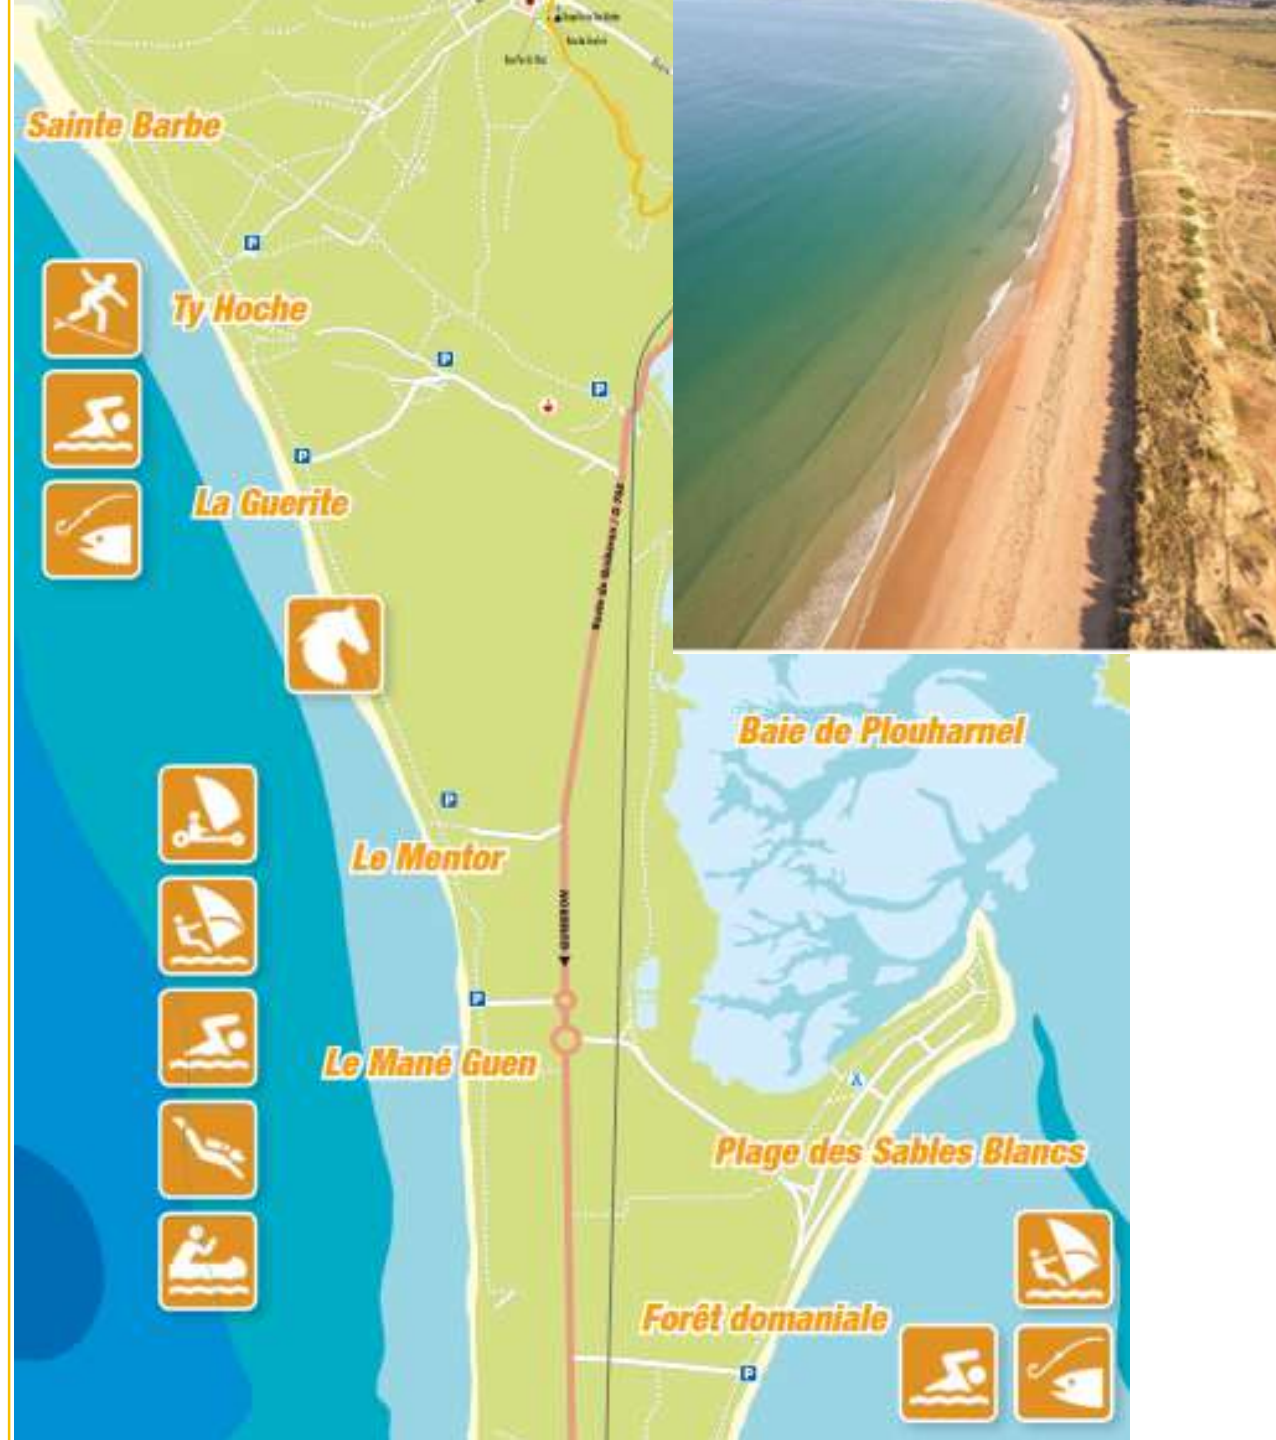 Sainte Barbe
P
Ty Hoche
P
P
P
La Guerite
Baie de Plouharnel
P
Le Mentor
QUIBERON
P
Le Mané Guen
Plage des Sables Blancs
Forêt domaniale
P